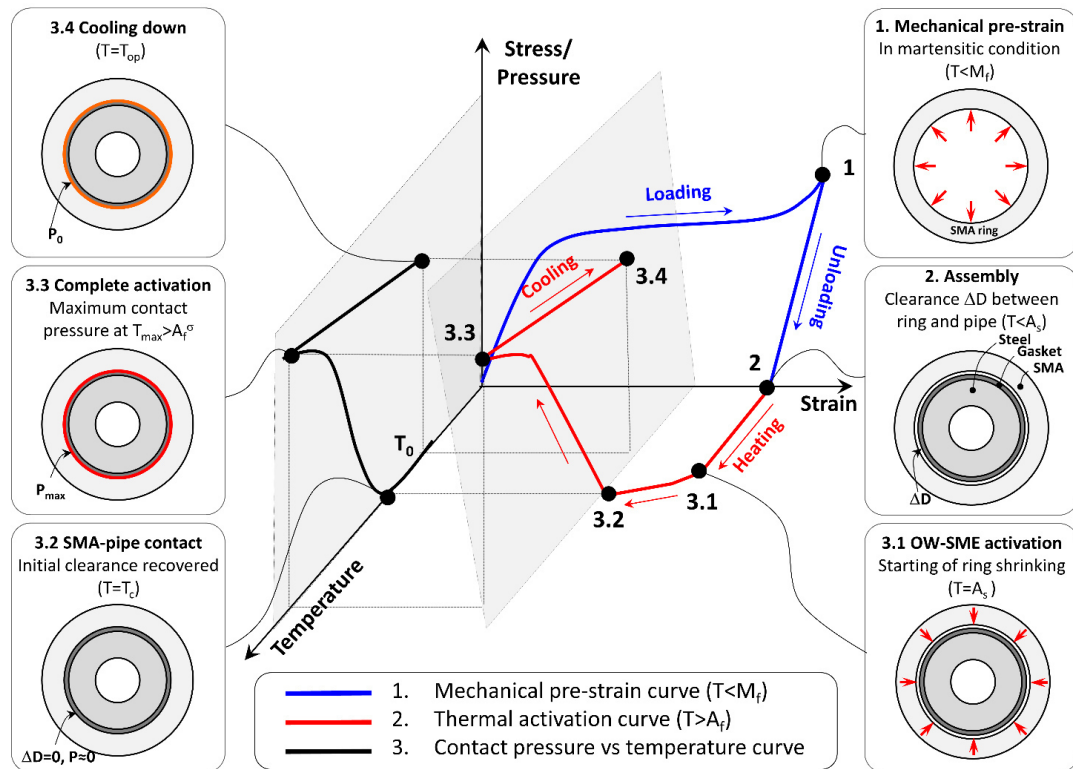 3.4 Cooling down
(T=Top)
P0
3.3 Complete activation
Maximum contact
pressure at Tmax>Afσ
Pmax
3.2 SMA-pipe contact
Initial clearance recovered
(T=Tc)
ΔD=0, P≈0
Stress/
Pressure
Loading
Unloading
Cooling
Heating
1
2
3.1
3.2
3.3
3.4
Strain
T0
Temperature
1. Mechanical pre-strain
In martensitic condition
(T<Mf)
SMA ring
2. Assembly
Clearance ΔD between
ring and pipe (T<As)
Steel
Gasket
SMA
ΔD
3.1 OW-SME activation
Starting of ring shrinking
(T=As)
1. Mechanical pre-strain curve (T<Mf)
2. Thermal activation curve (T>Af)
3. Contact pressure vs temperature curve